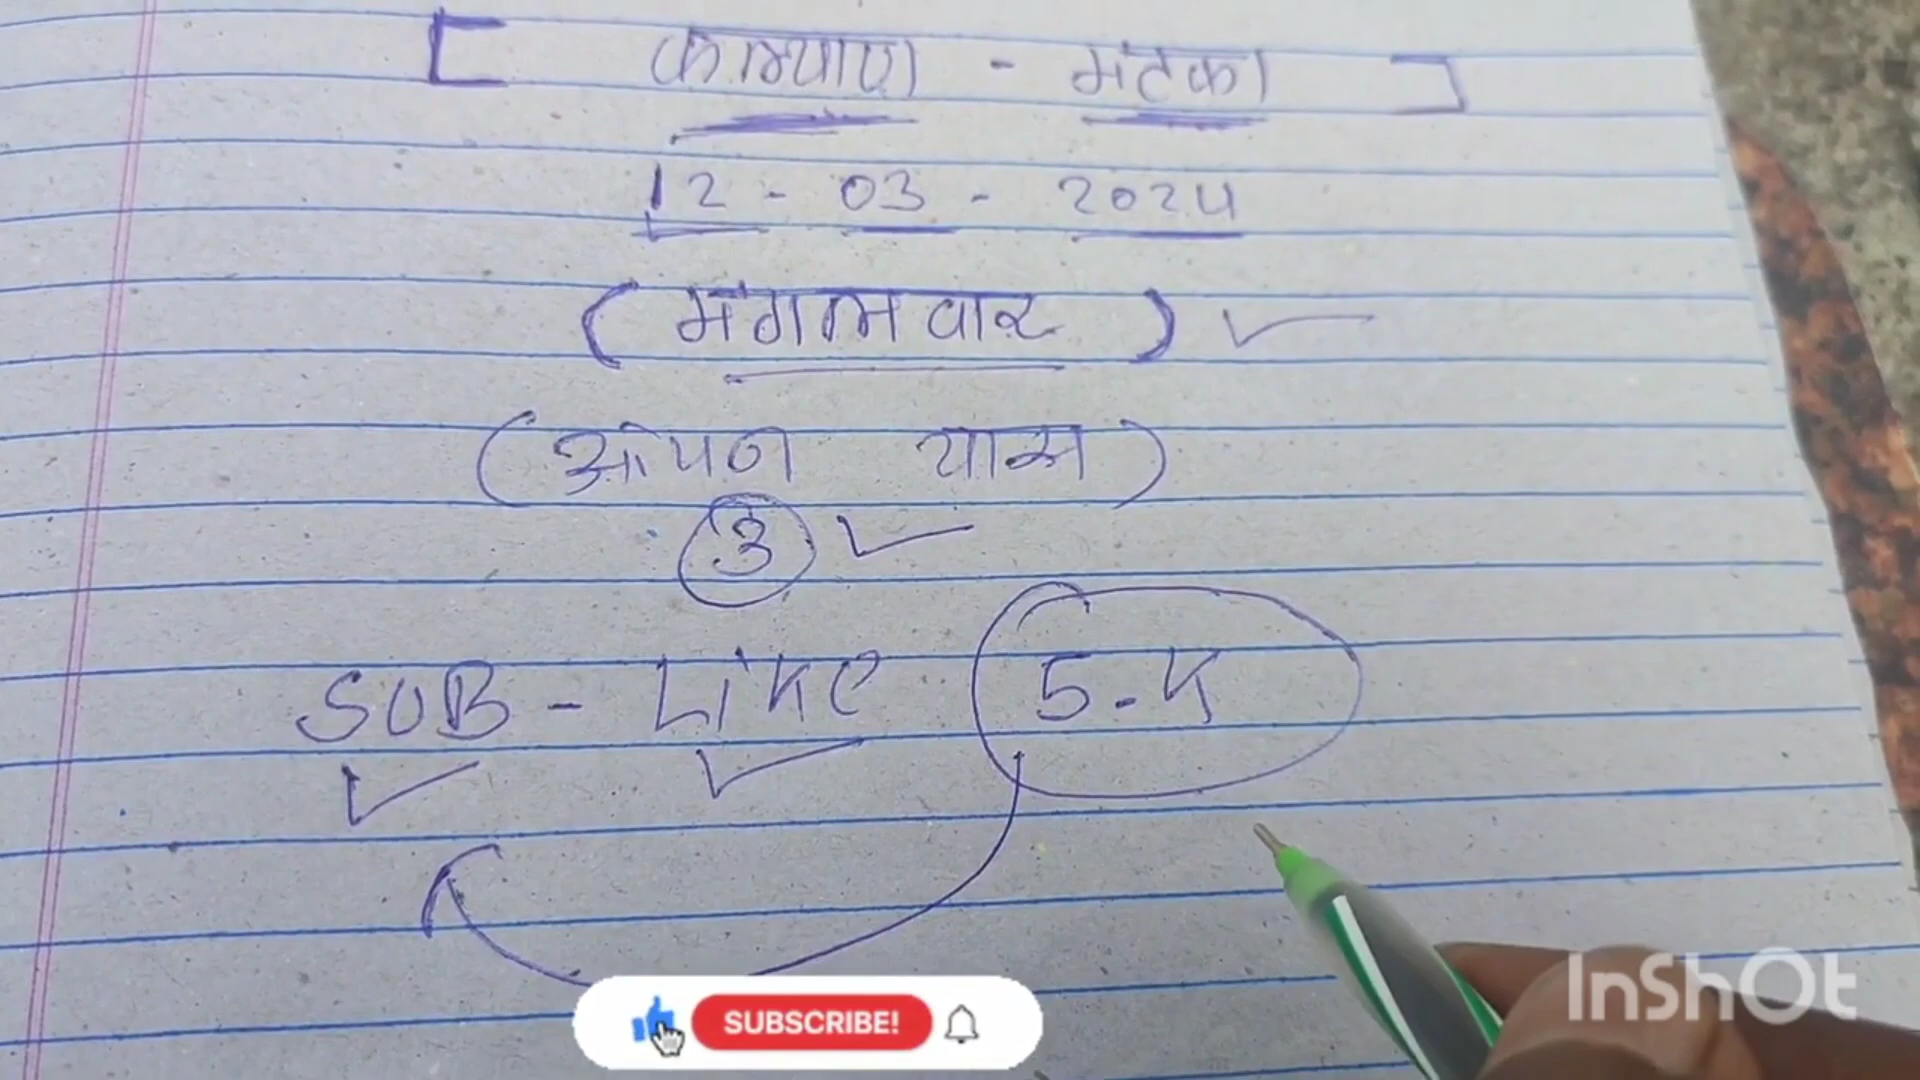 [ कल्याण - मटका ]
12 - 03 - 2024
( मंगलवार )
( ओपन पास )
3
SUB - Like 5-K
SUBSCRIBE!
InShOt